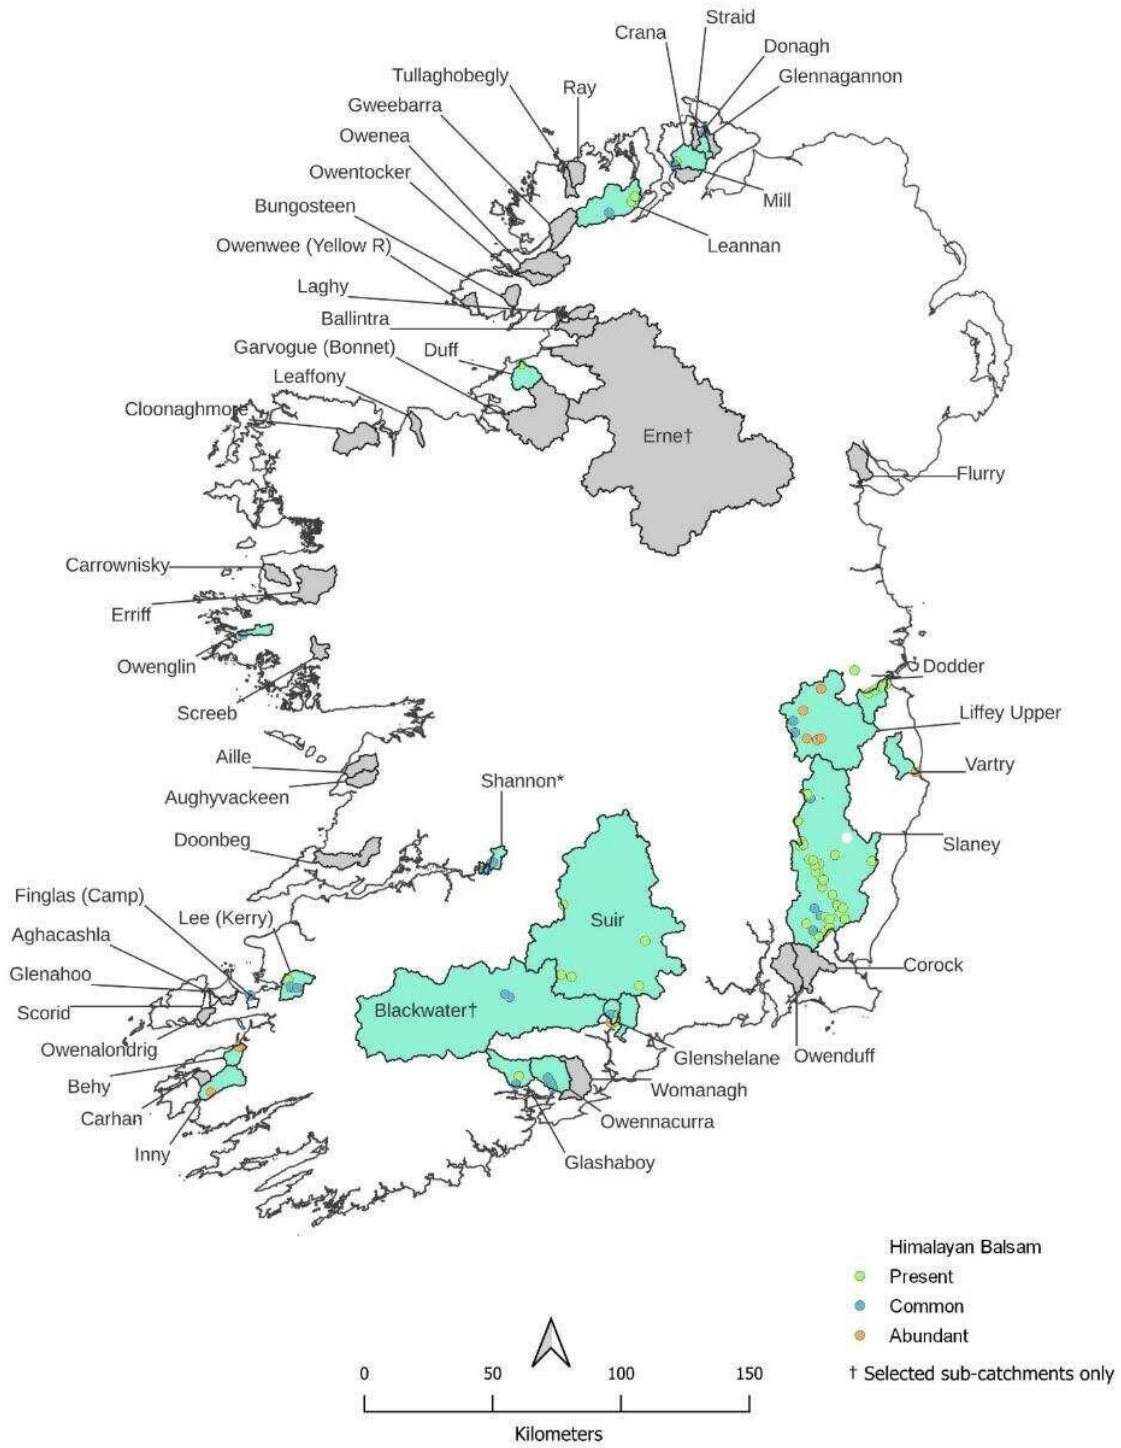 Straid
Crana
Donagh
Tullaghobegly
Glennagannon
Ray
Gweebarra
Owenea
Owentocker
Mill
Bungosteen
Owenwee (Yellow R)
Leannan
Laghy
Ballintra
Garvogue (Bonnet)
Duff
Leaffony
Cloonaghmore
Erne†
Flurry
Carrownisky
Erriff
Owenglin
Dodder
Screeb
Liffey Upper
Aille
Vartry
Shannon*
Aughyvackeen
Doonbeg
Slaney
Finglas (Camp)
Lee (Kerry)
Suir
Aghacashla
Corock
Glenahoo
Blackwater†
Scorid
Owenalondrig
Glenshelane
Owenduff
Behy
Womanagh
Carhan
Owennacurra
Inny
Glashaboy
Himalayan Balsam
Present
Common
Abundant
† Selected sub-catchments only
0 50 100 150
Kilometers